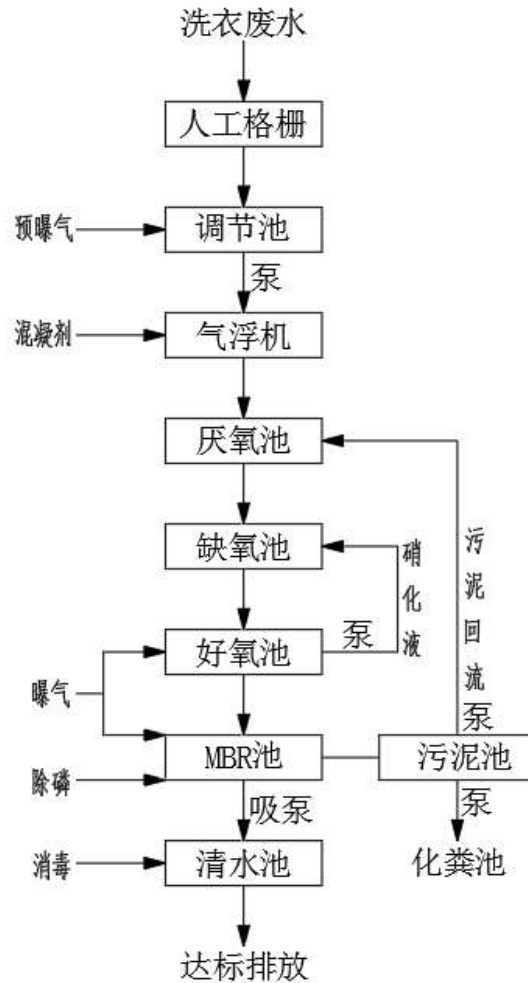 洗衣废水
人工格栅
预曝气
调节池
泵
混凝剂
气浮机
厌氧池
缺氧池
硝化液
污泥回流
泵
好氧池
曝气
泵
MBR池
污泥池
除磷
吸泵
泵
消毒
清水池
化粪池
达标排放